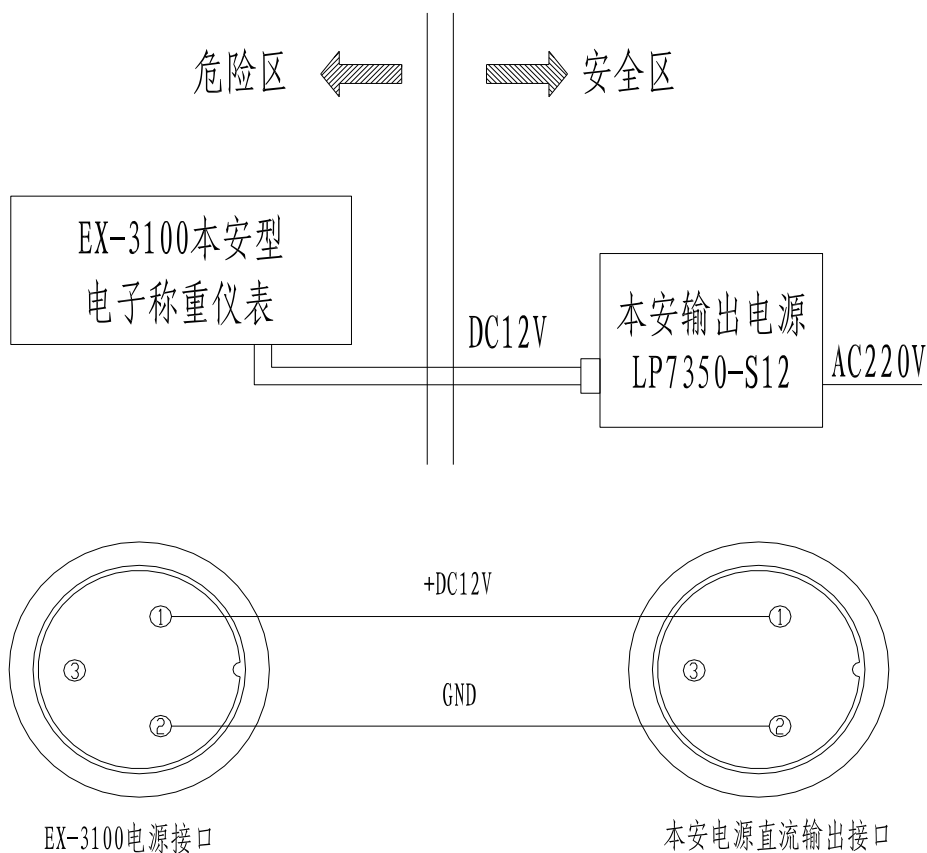 危险区
安全区
EX-3100本安型
电子称重仪表
DC12V
本安输出电源
LP7350-S12
AC220V
+DC12V
①
①
③
③
GND
②
②
EX-3100电源接口
本安电源直流输出接口